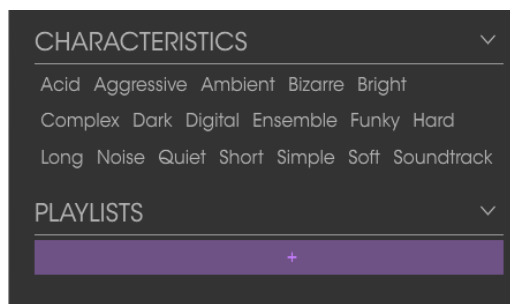 CHARACTERISTICS
Acid Aggressive Ambient Bizarre Bright
Complex Dark Digital Ensemble Funky Hard
Long Noise Quiet Short Simple Soft Soundtrack
PLAYLISTS
+